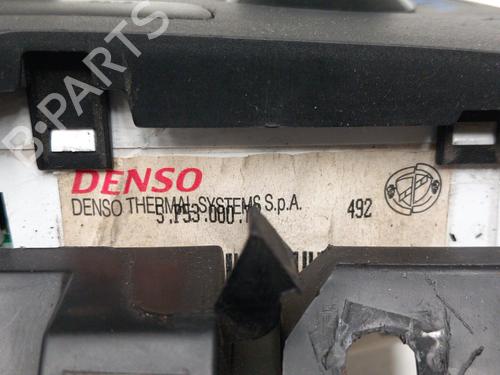 B-PARTS
DENSO
DENSO THERMAL SYSTEMS S.p.A.
492